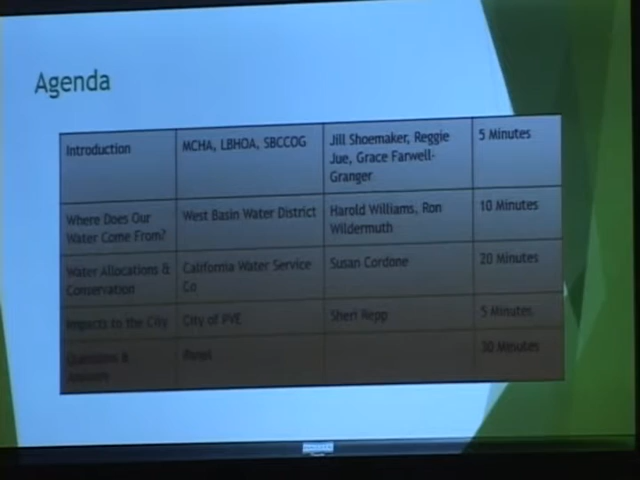 Agenda
Introduction
MCHA, LBHOA, SBCCOG
Jill Shoemaker, Reggie
Jue, Grace Farwell-
Granger
5 Minutes
Where Does Our
Water Come From?
West Basin Water District
Harold Williams, Ron
Wildermuth
10 Minutes
Water Allocations &
Conservation
California Water Service
Co
Susan Cordone
20 Minutes
Impacts to the City
City of PVE
Sheri Repp
5 Minutes
Questions &
Answers
Panel
30 Minutes